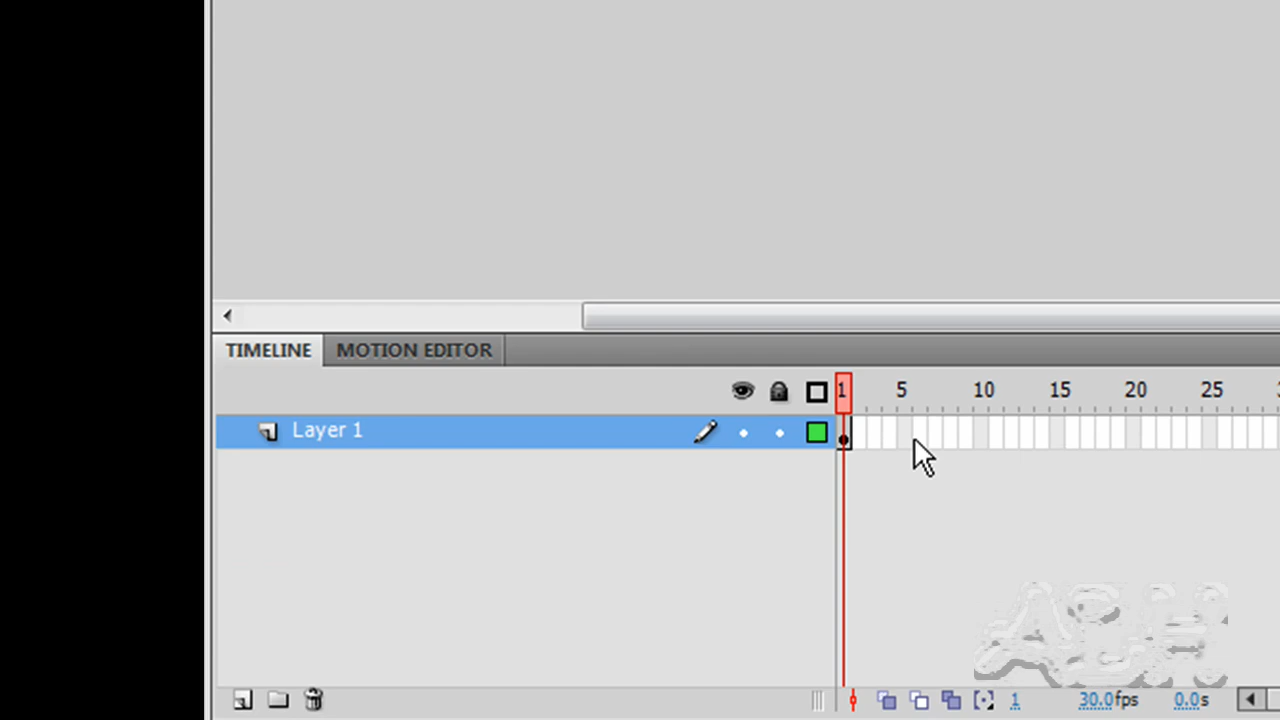 TIMELINE MOTION EDITOR
1 5 10 15 20 25
Layer 1
1 30.0fps 0.0s